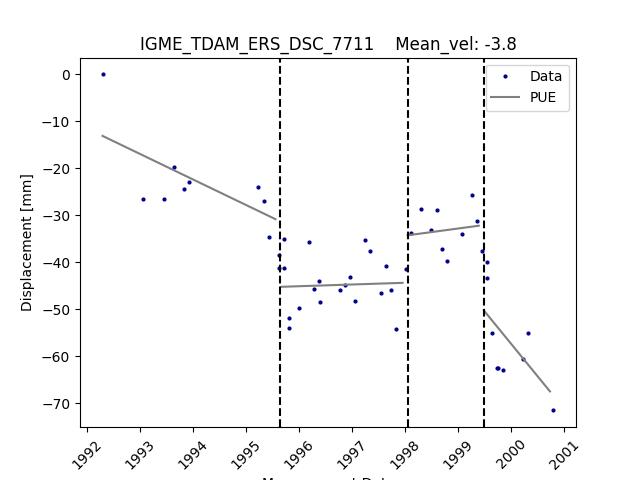 IGME_TDAM_ERS_DSC_7711 Mean_vel: -3.8
Data
PUE
Displacement [mm]
0
−10
−20
−30
−40
−50
−60
−70
1992 1993 1994 1995 1996 1997 1998 1999 2000 2001